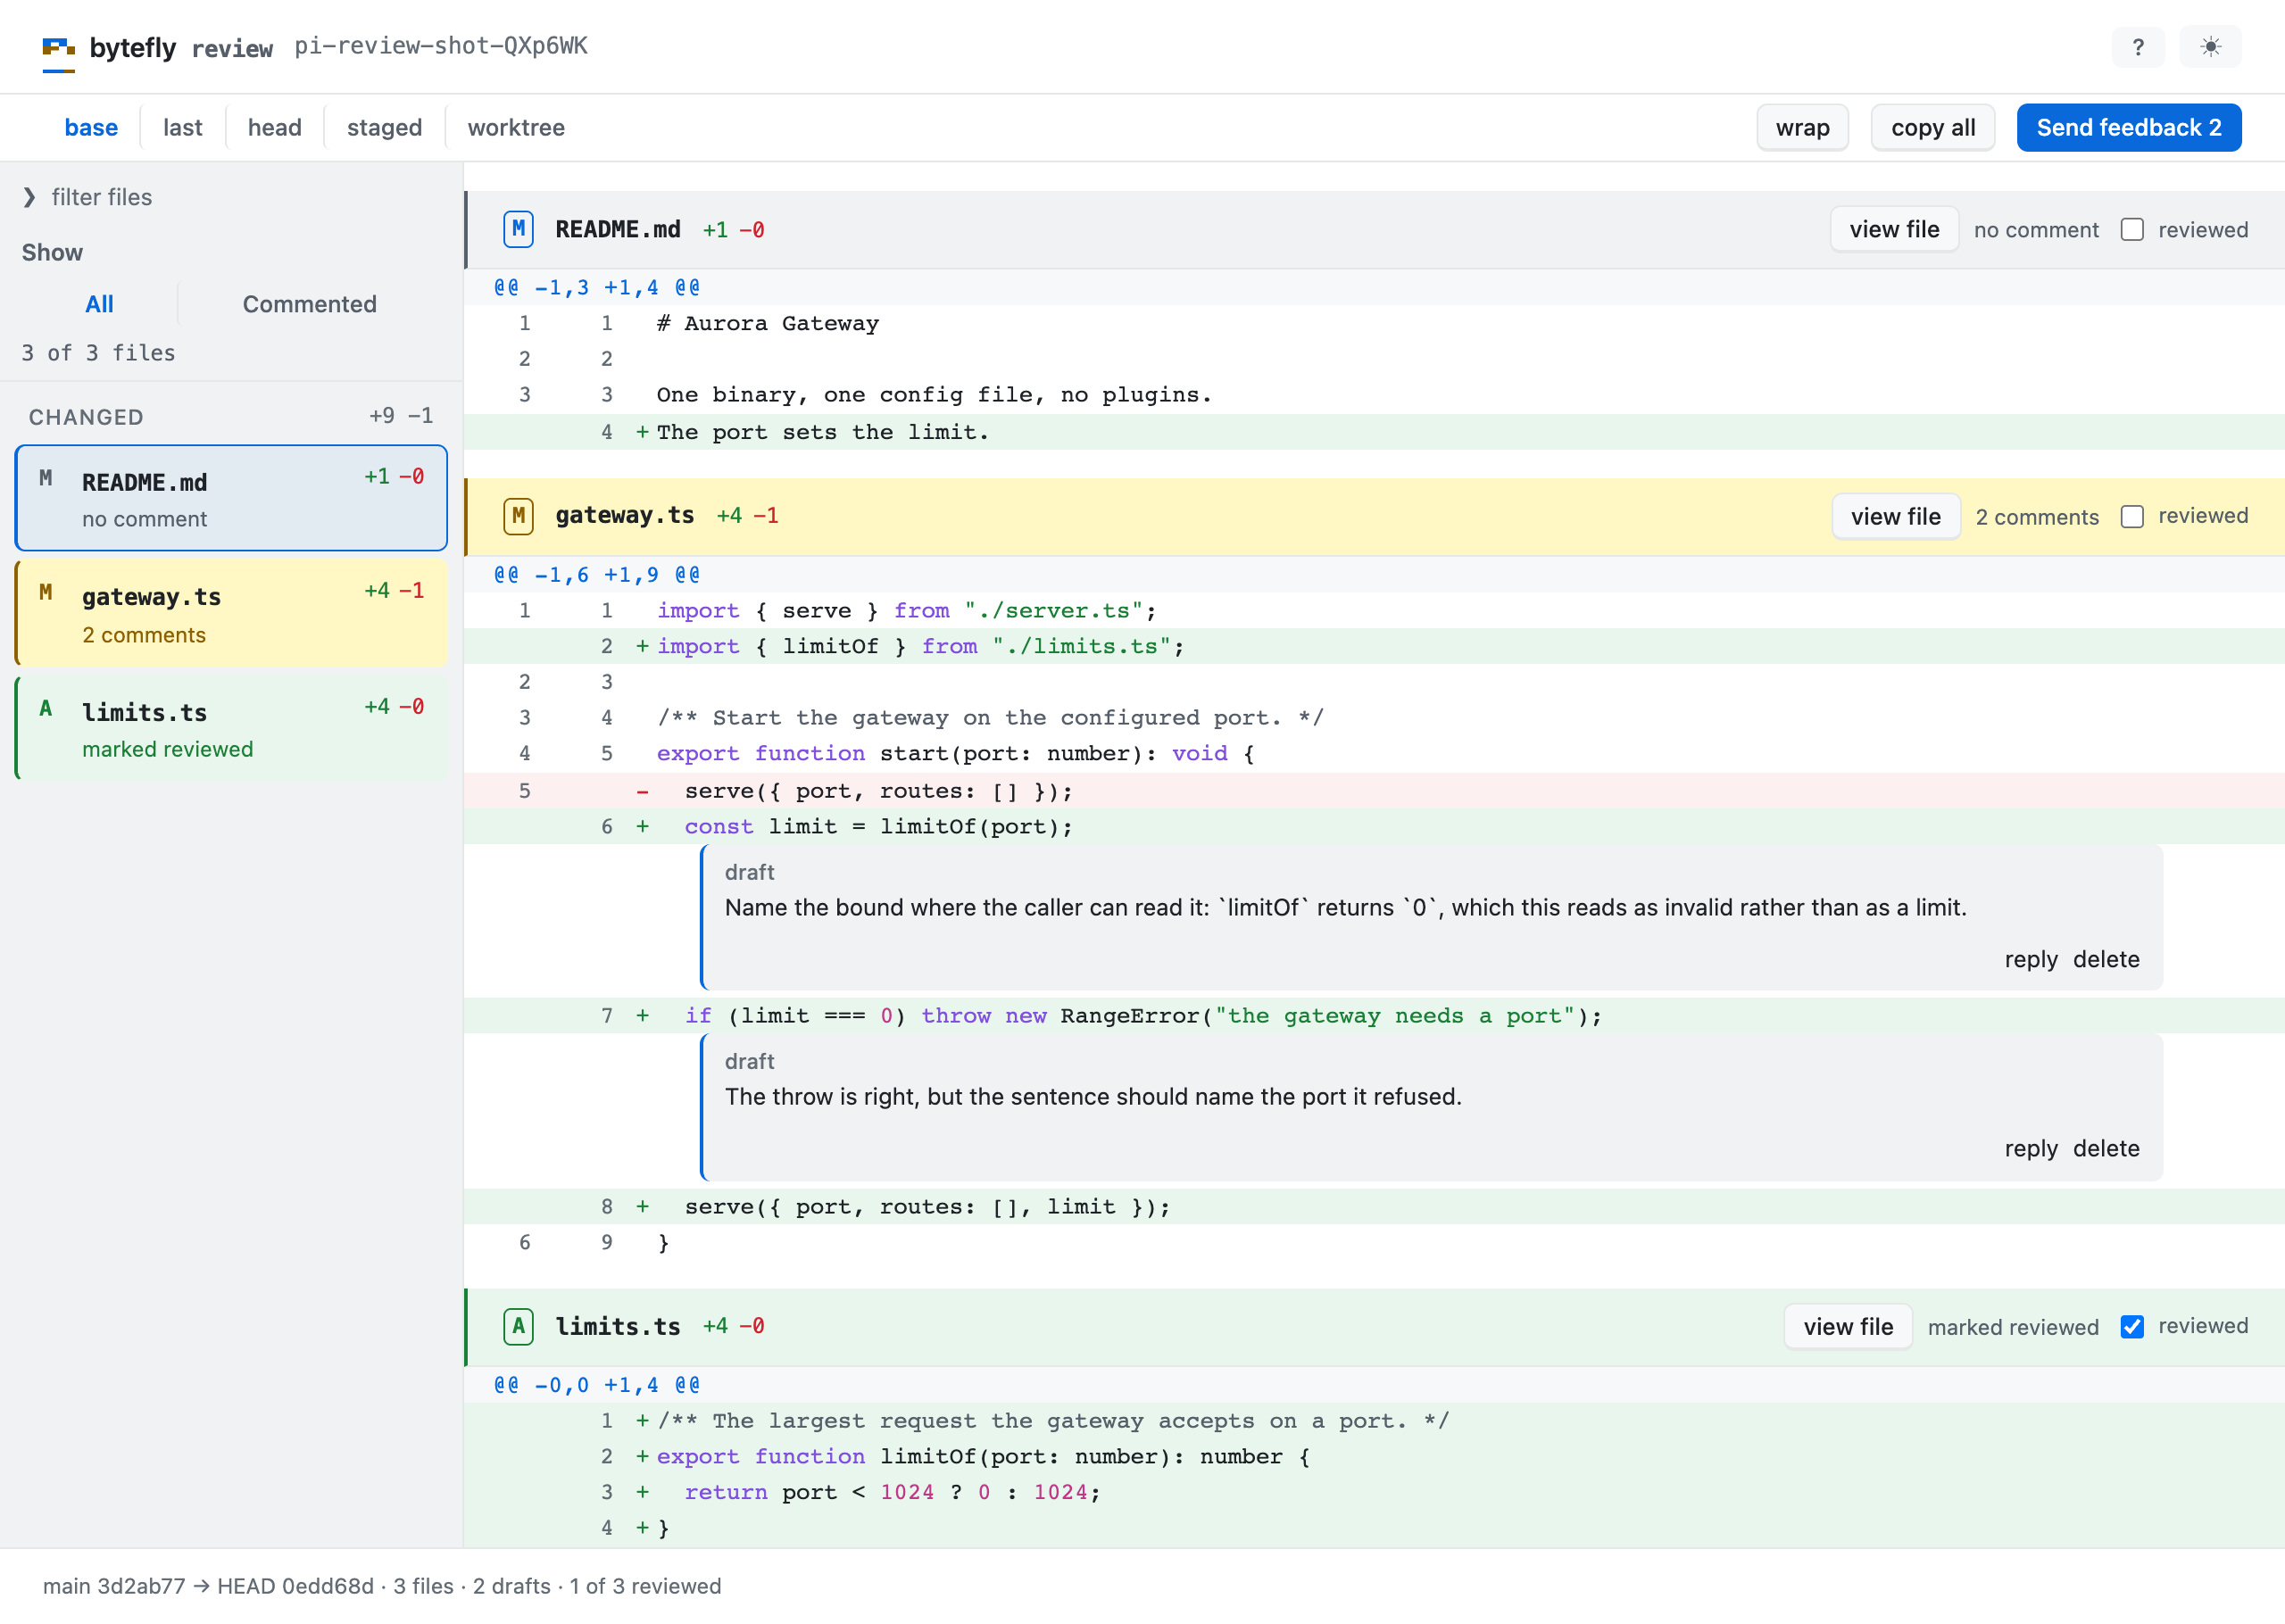 bytefly review pi-review-shot-QXp6WK ?
base last head staged worktree wrap copy all Send feedback 2
❯ filter files
Show
All Commented
3 of 3 files
CHANGED +9 −1
M README.md +1 −0
no comment
M gateway.ts +4 −1
2 comments
A limits.ts +4 −0
marked reviewed
M README.md +1 −0 view file no comment reviewed
@@ -1,3 +1,4 @@
1 1 # Aurora Gateway
2 2
3 3 One binary, one config file, no plugins.
4 + The port sets the limit.
M gateway.ts +4 −1 view file 2 comments reviewed
@@ -1,6 +1,9 @@
1 1 import { serve } from "./server.ts";
2 + import { limitOf } from "./limits.ts";
2 3
3 4 /** Start the gateway on the configured port. */
4 5 export function start(port: number): void {
5 − serve({ port, routes: [] });
6 + const limit = limitOf(port);
draft
Name the bound where the caller can read it: `limitOf` returns `0`, which this reads as invalid rather than as a limit.
reply delete
7 + if (limit === 0) throw new RangeError("the gateway needs a port");
draft
The throw is right, but the sentence should name the port it refused.
reply delete
8 + serve({ port, routes: [], limit });
6 9 }
A limits.ts +4 −0 view file marked reviewed reviewed
@@ -0,0 +1,4 @@
1 + /** The largest request the gateway accepts on a port. */
2 + export function limitOf(port: number): number {
3 + return port < 1024 ? 0 : 1024;
4 + }
main 3d2ab77 → HEAD 0edd68d · 3 files · 2 drafts · 1 of 3 reviewed